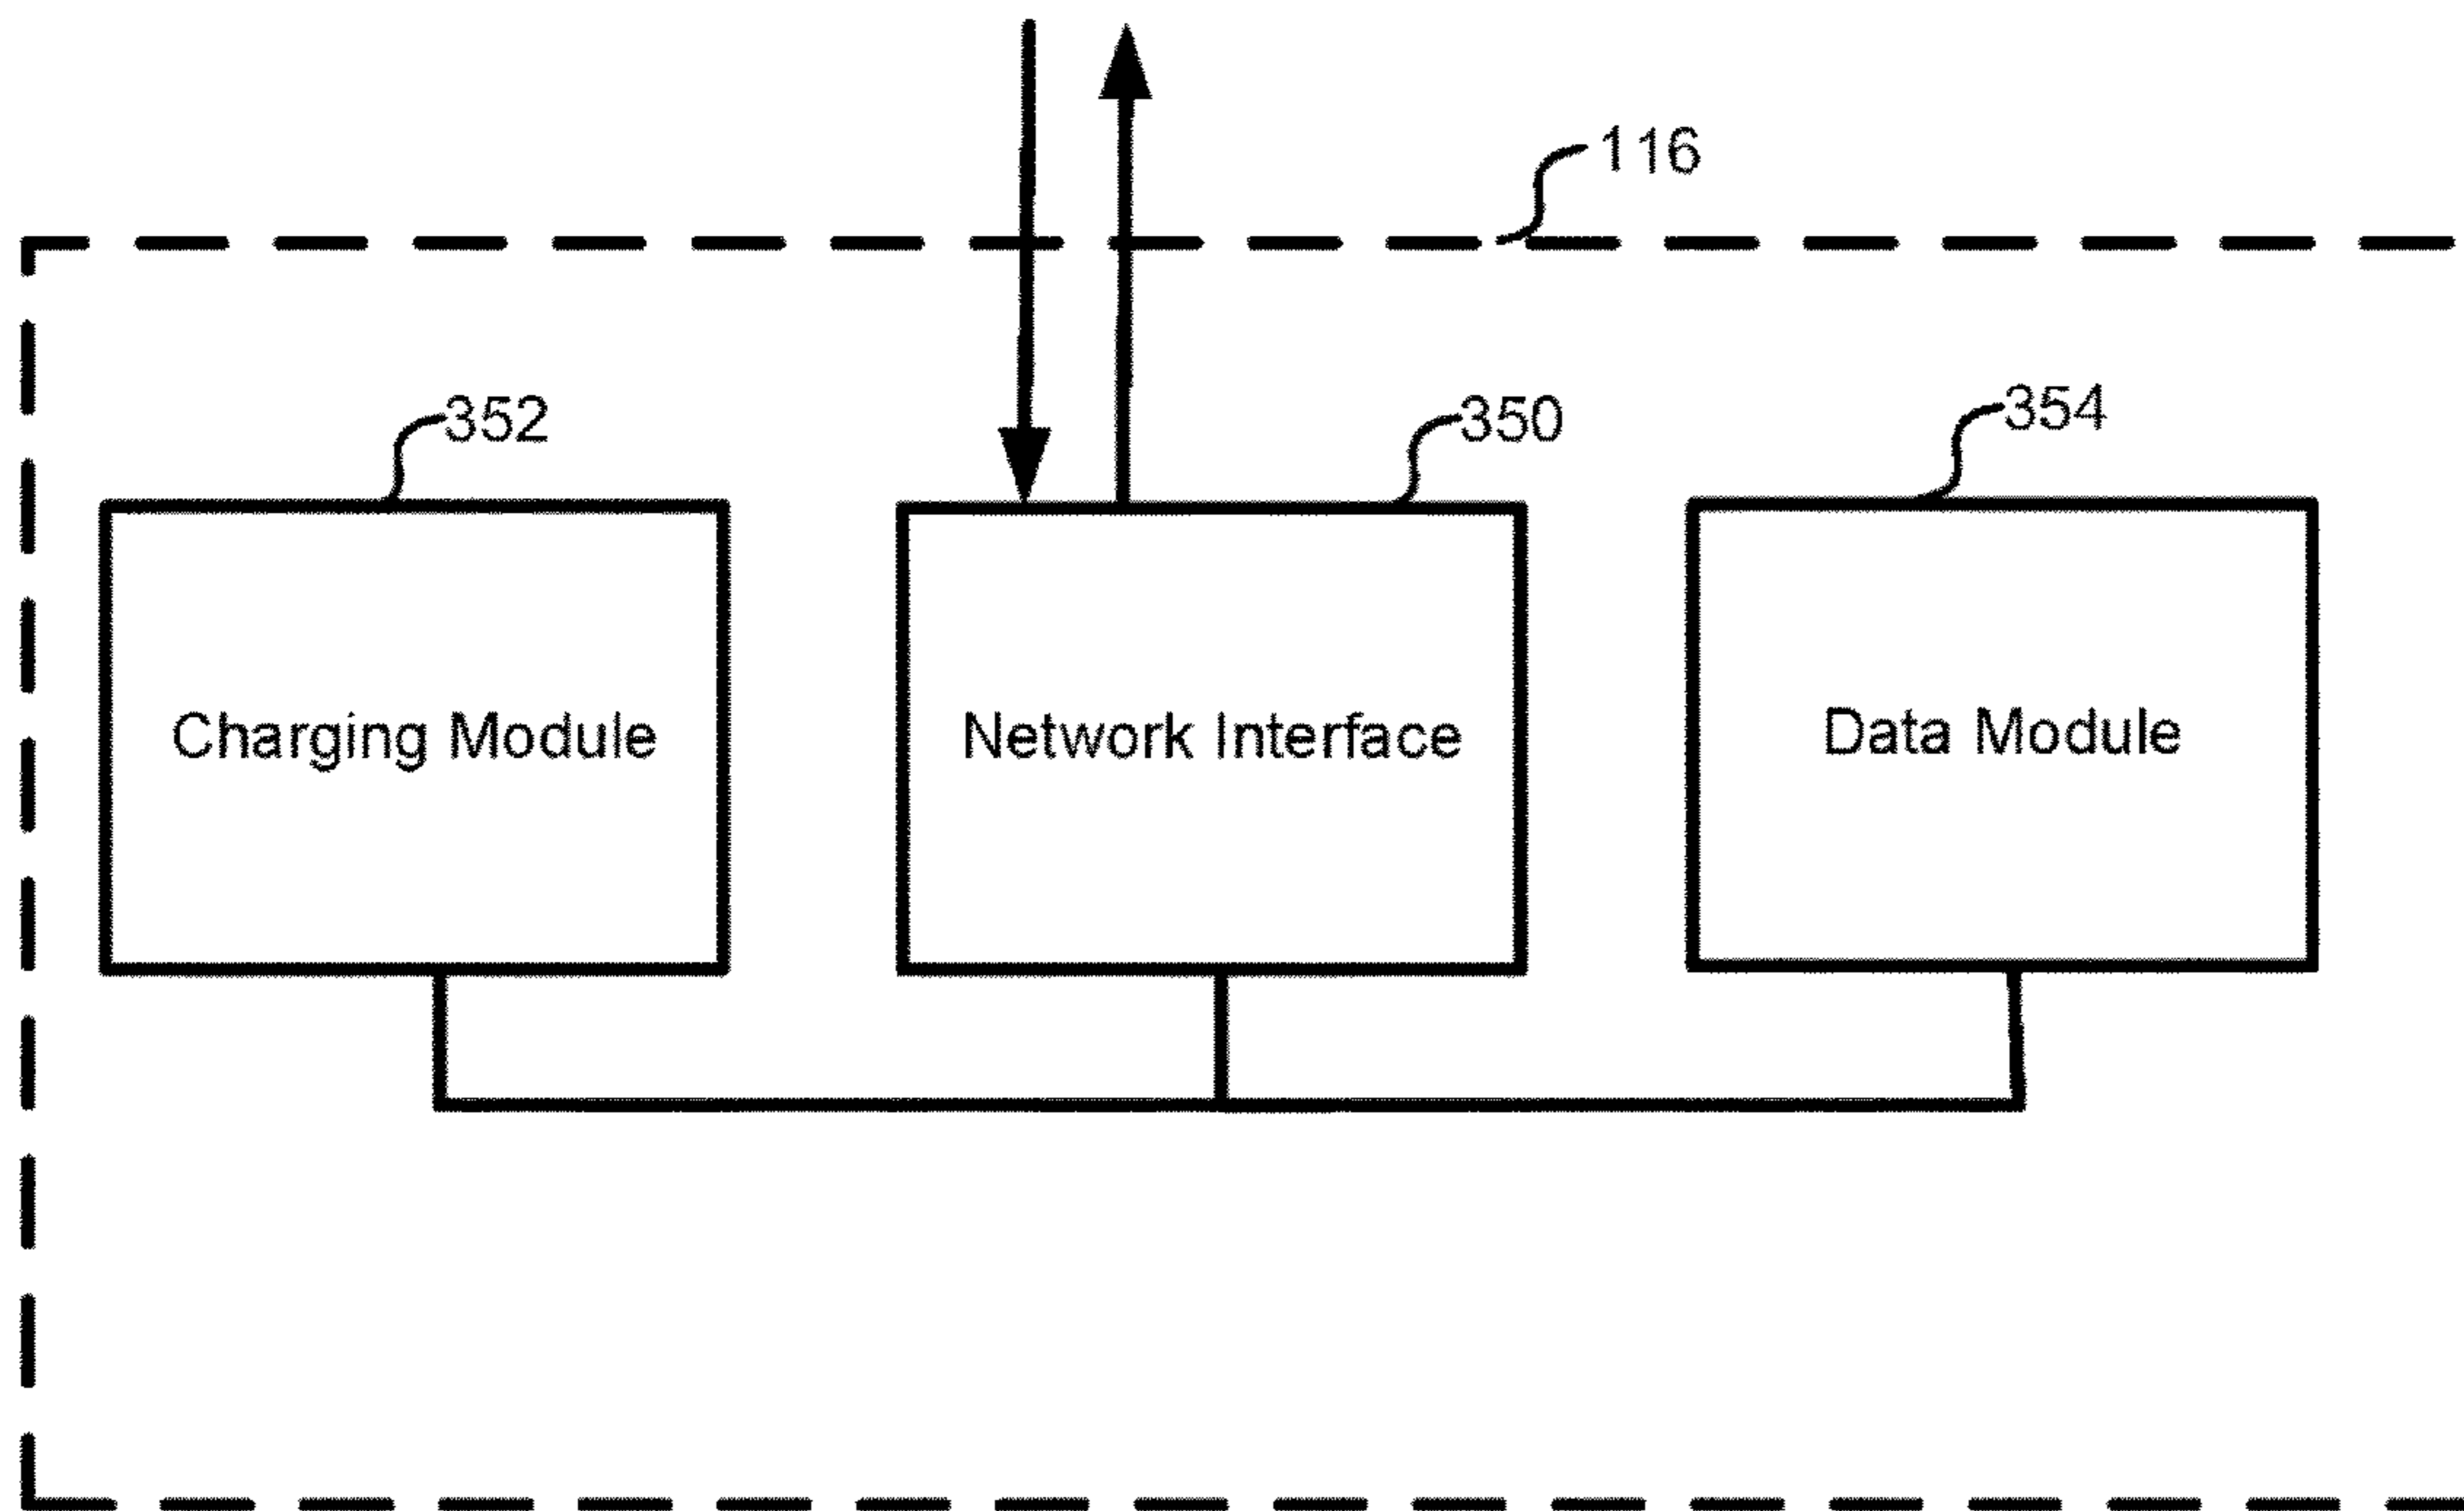 116
352
350
354
Charging Module
Network Interface
Data Module